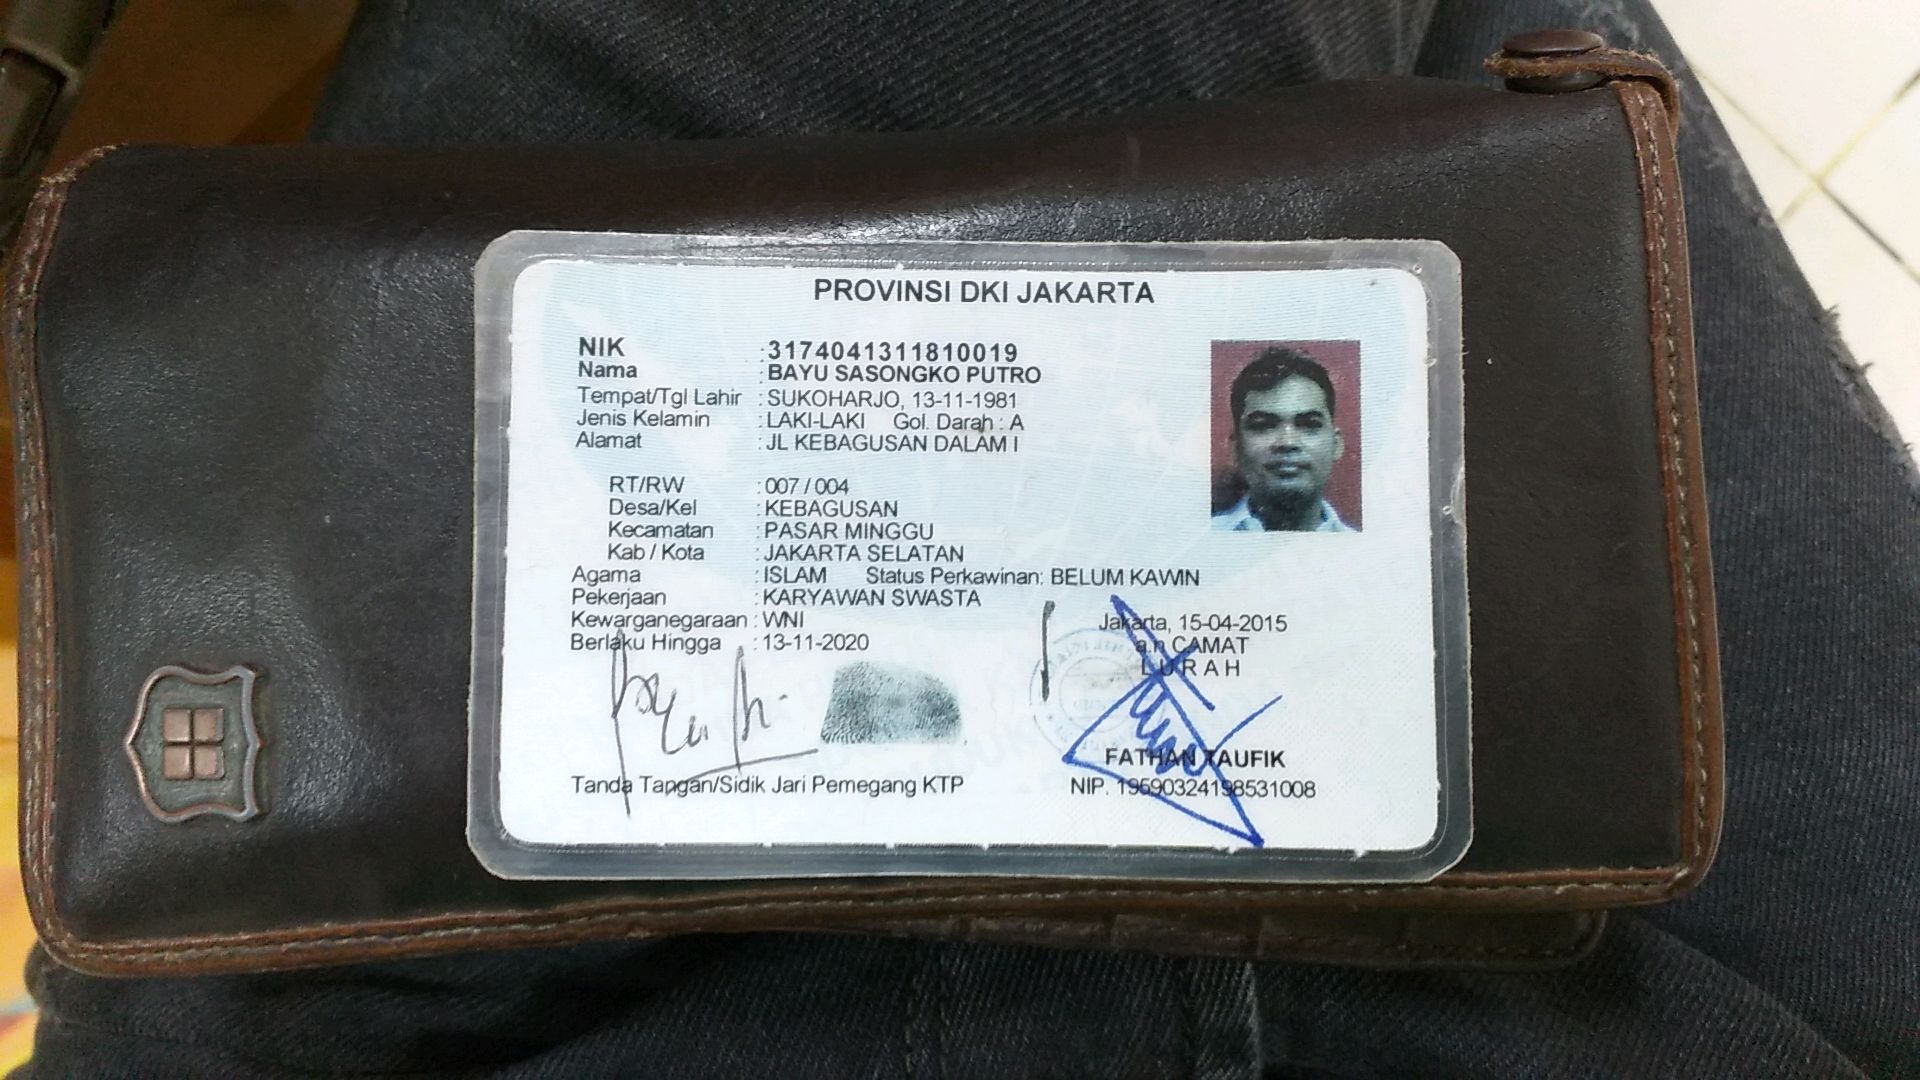 PROVINSI DKI JAKARTA
NIK : 3174041311810019
Nama : BAYU SASONGKO PUTRO
Tempat/Tgl Lahir : SUKOHARJO, 13-11-1981
Jenis Kelamin : LAKI-LAKI Gol. Darah : A
Alamat : JL KEBAGUSAN DALAM I
RT/RW : 007 / 004
Desa/Kel : KEBAGUSAN
Kecamatan : PASAR MINGGU
Kab / Kota : JAKARTA SELATAN
Agama : ISLAM Status Perkawinan: BELUM KAWIN
Pekerjaan : KARYAWAN SWASTA
Kewarganegaraan : WNI
Berlaku Hingga : 13-11-2020
Jakarta, 15-04-2015
a.n CAMAT
LURAH
FATHAN TAUFIK
Tanda Tangan/Sidik Jari Pemegang KTP
NIP. 195903241985031008